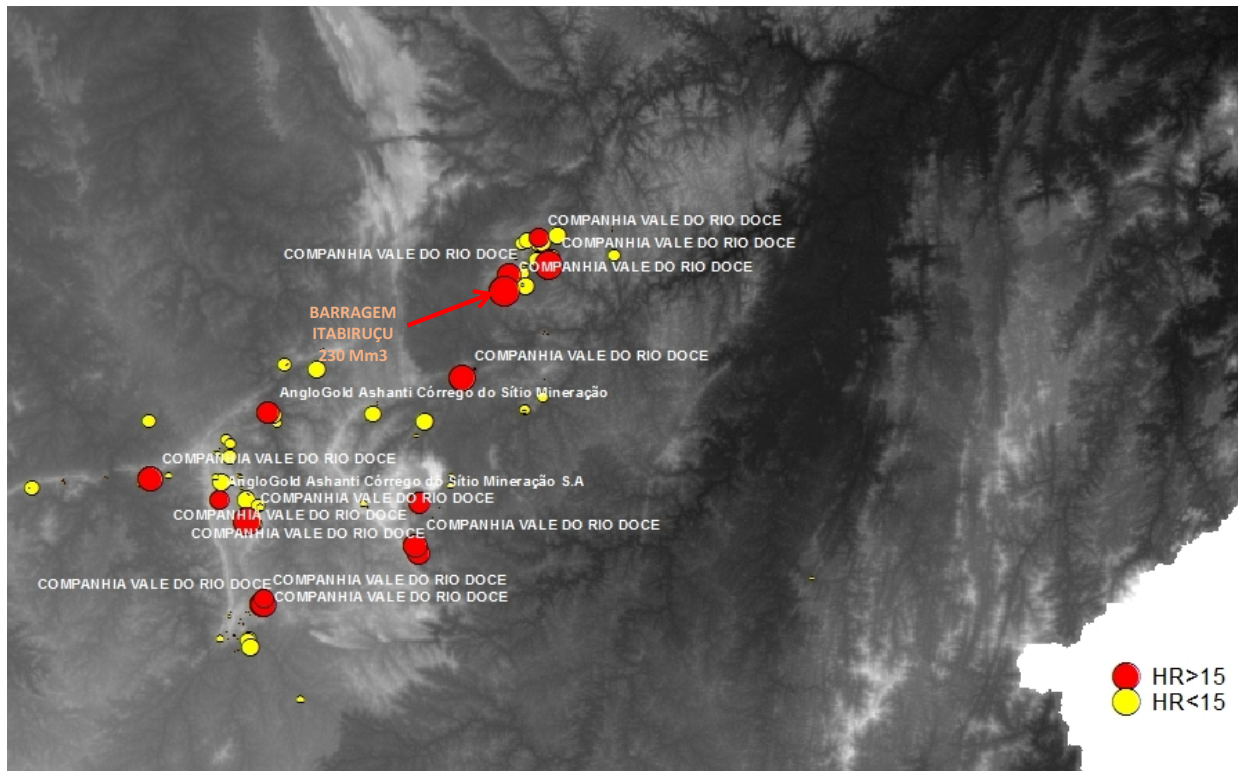 COMPANHIA VALE DO RIO DOCE
COMPANHIA VALE DO RIO DOCE
COMPANHIA VALE DO RIO DOCE
COMPANHIA VALE DO RIO DOCE
BARRAGEM
ITABIRUÇU
230 Mm3
COMPANHIA VALE DO RIO DOCE
AngloGold Ashanti Córrego do Sítio Mineração
COMPANHIA VALE DO RIO DOCE
AngloGold Ashanti Córrego do Sítio Mineração S.A
COMPANHIA VALE DO RIO DOCE
COMPANHIA VALE DO RIO DOCE
COMPANHIA VALE DO RIO DOCE
COMPANHIA VALE DO RIO DOCE
COMPANHIA VALE DO RIO DOCE
COMPANHIA VALE DO RIO DOCE
COMPANHIA VALE DO RIO DOCE
HR>15
HR<15